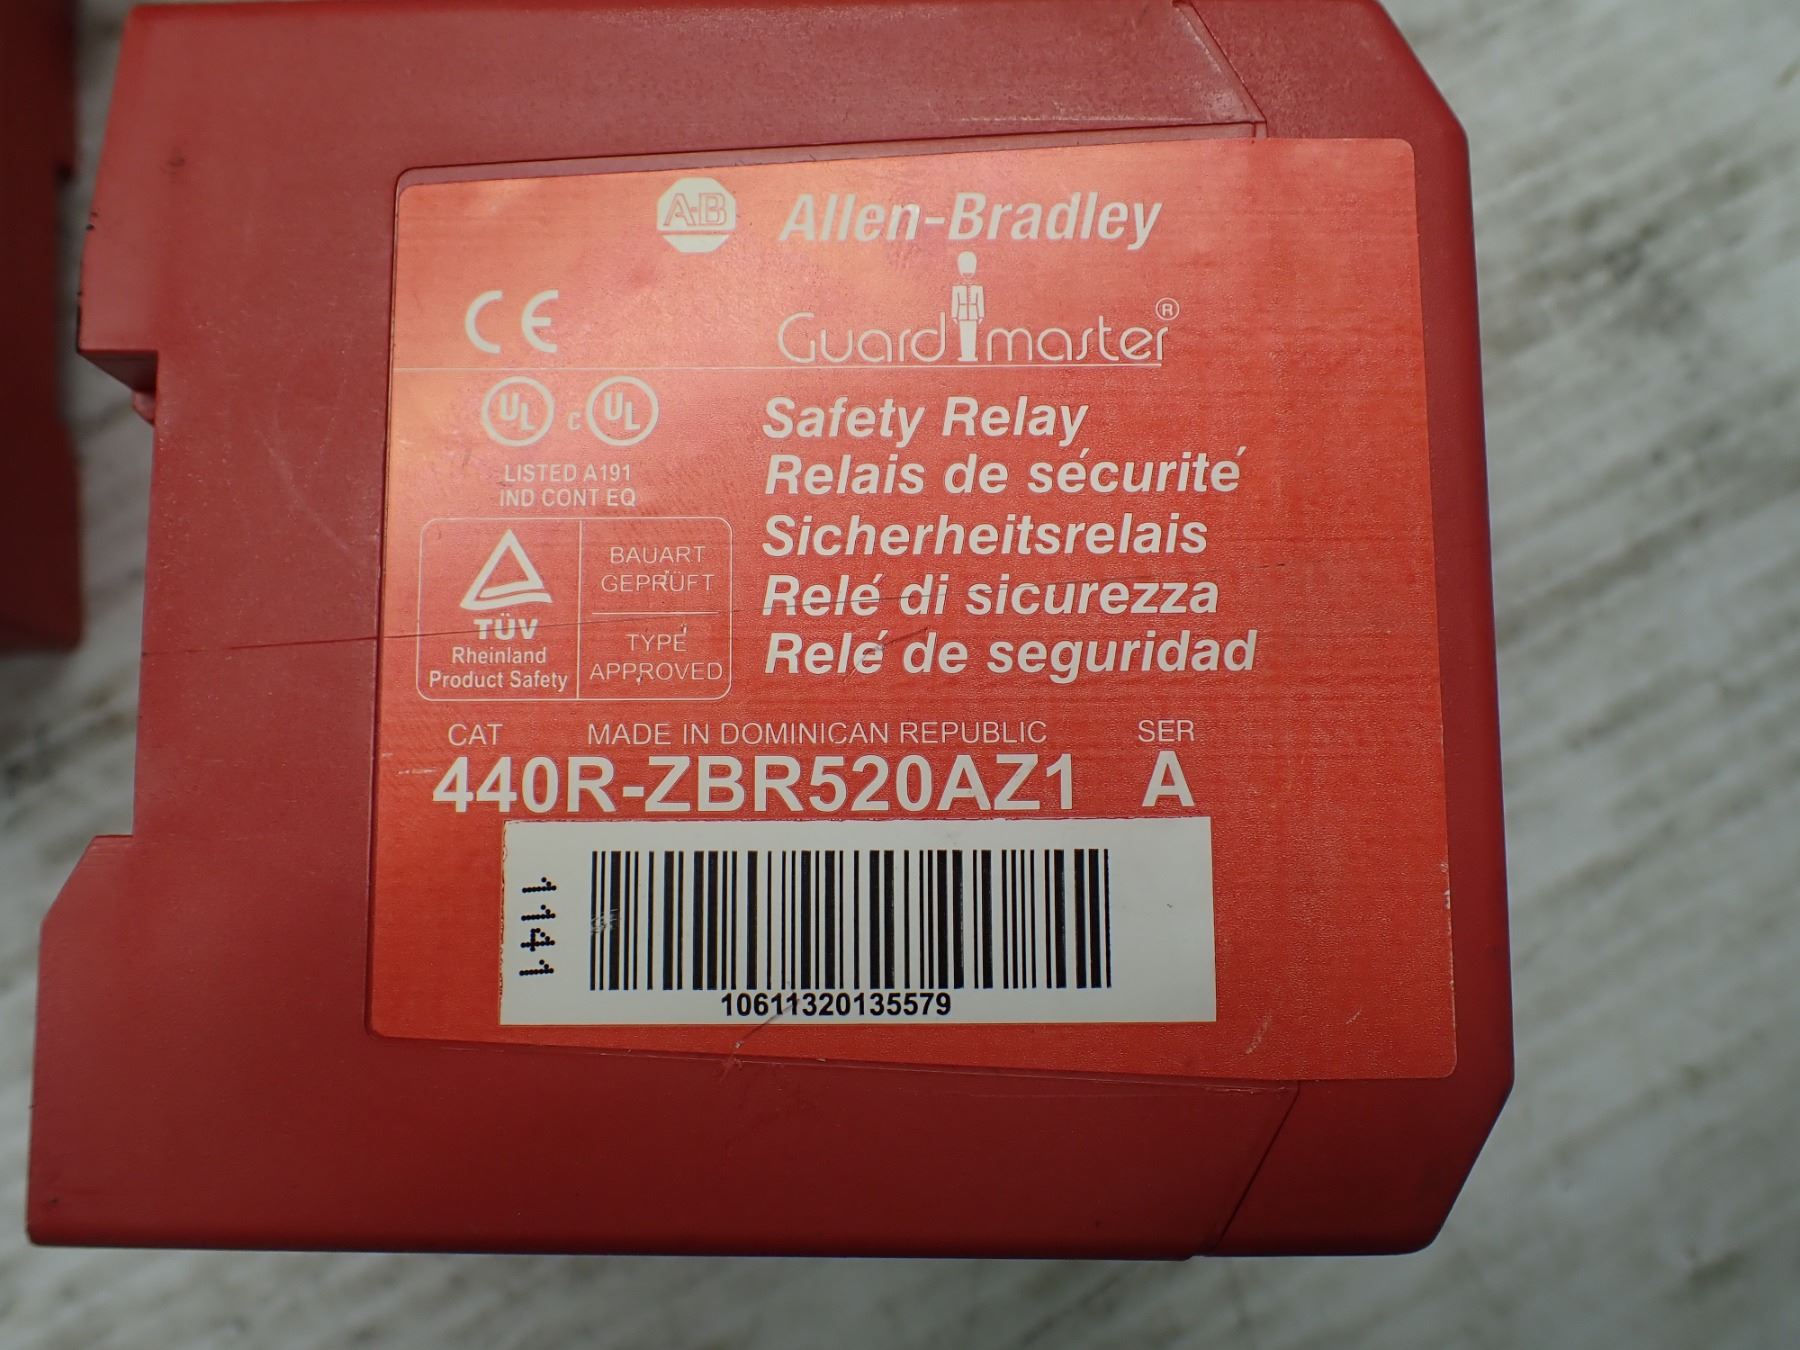 A-B Allen-Bradley
CE
Guardmaster®
UL c UL
LISTED A191
IND CONT EQ
Safety Relay
Relais de sécurité
Sicherheitsrelais
Relé di sicurezza
Relé de seguridad
TÜV
Rheinland
Product Safety
BAUART
GEPRÜFT
TYPE
APPROVED
CAT MADE IN DOMINICAN REPUBLIC SER
440R-ZBR520AZ1 A
1141
10611320135579